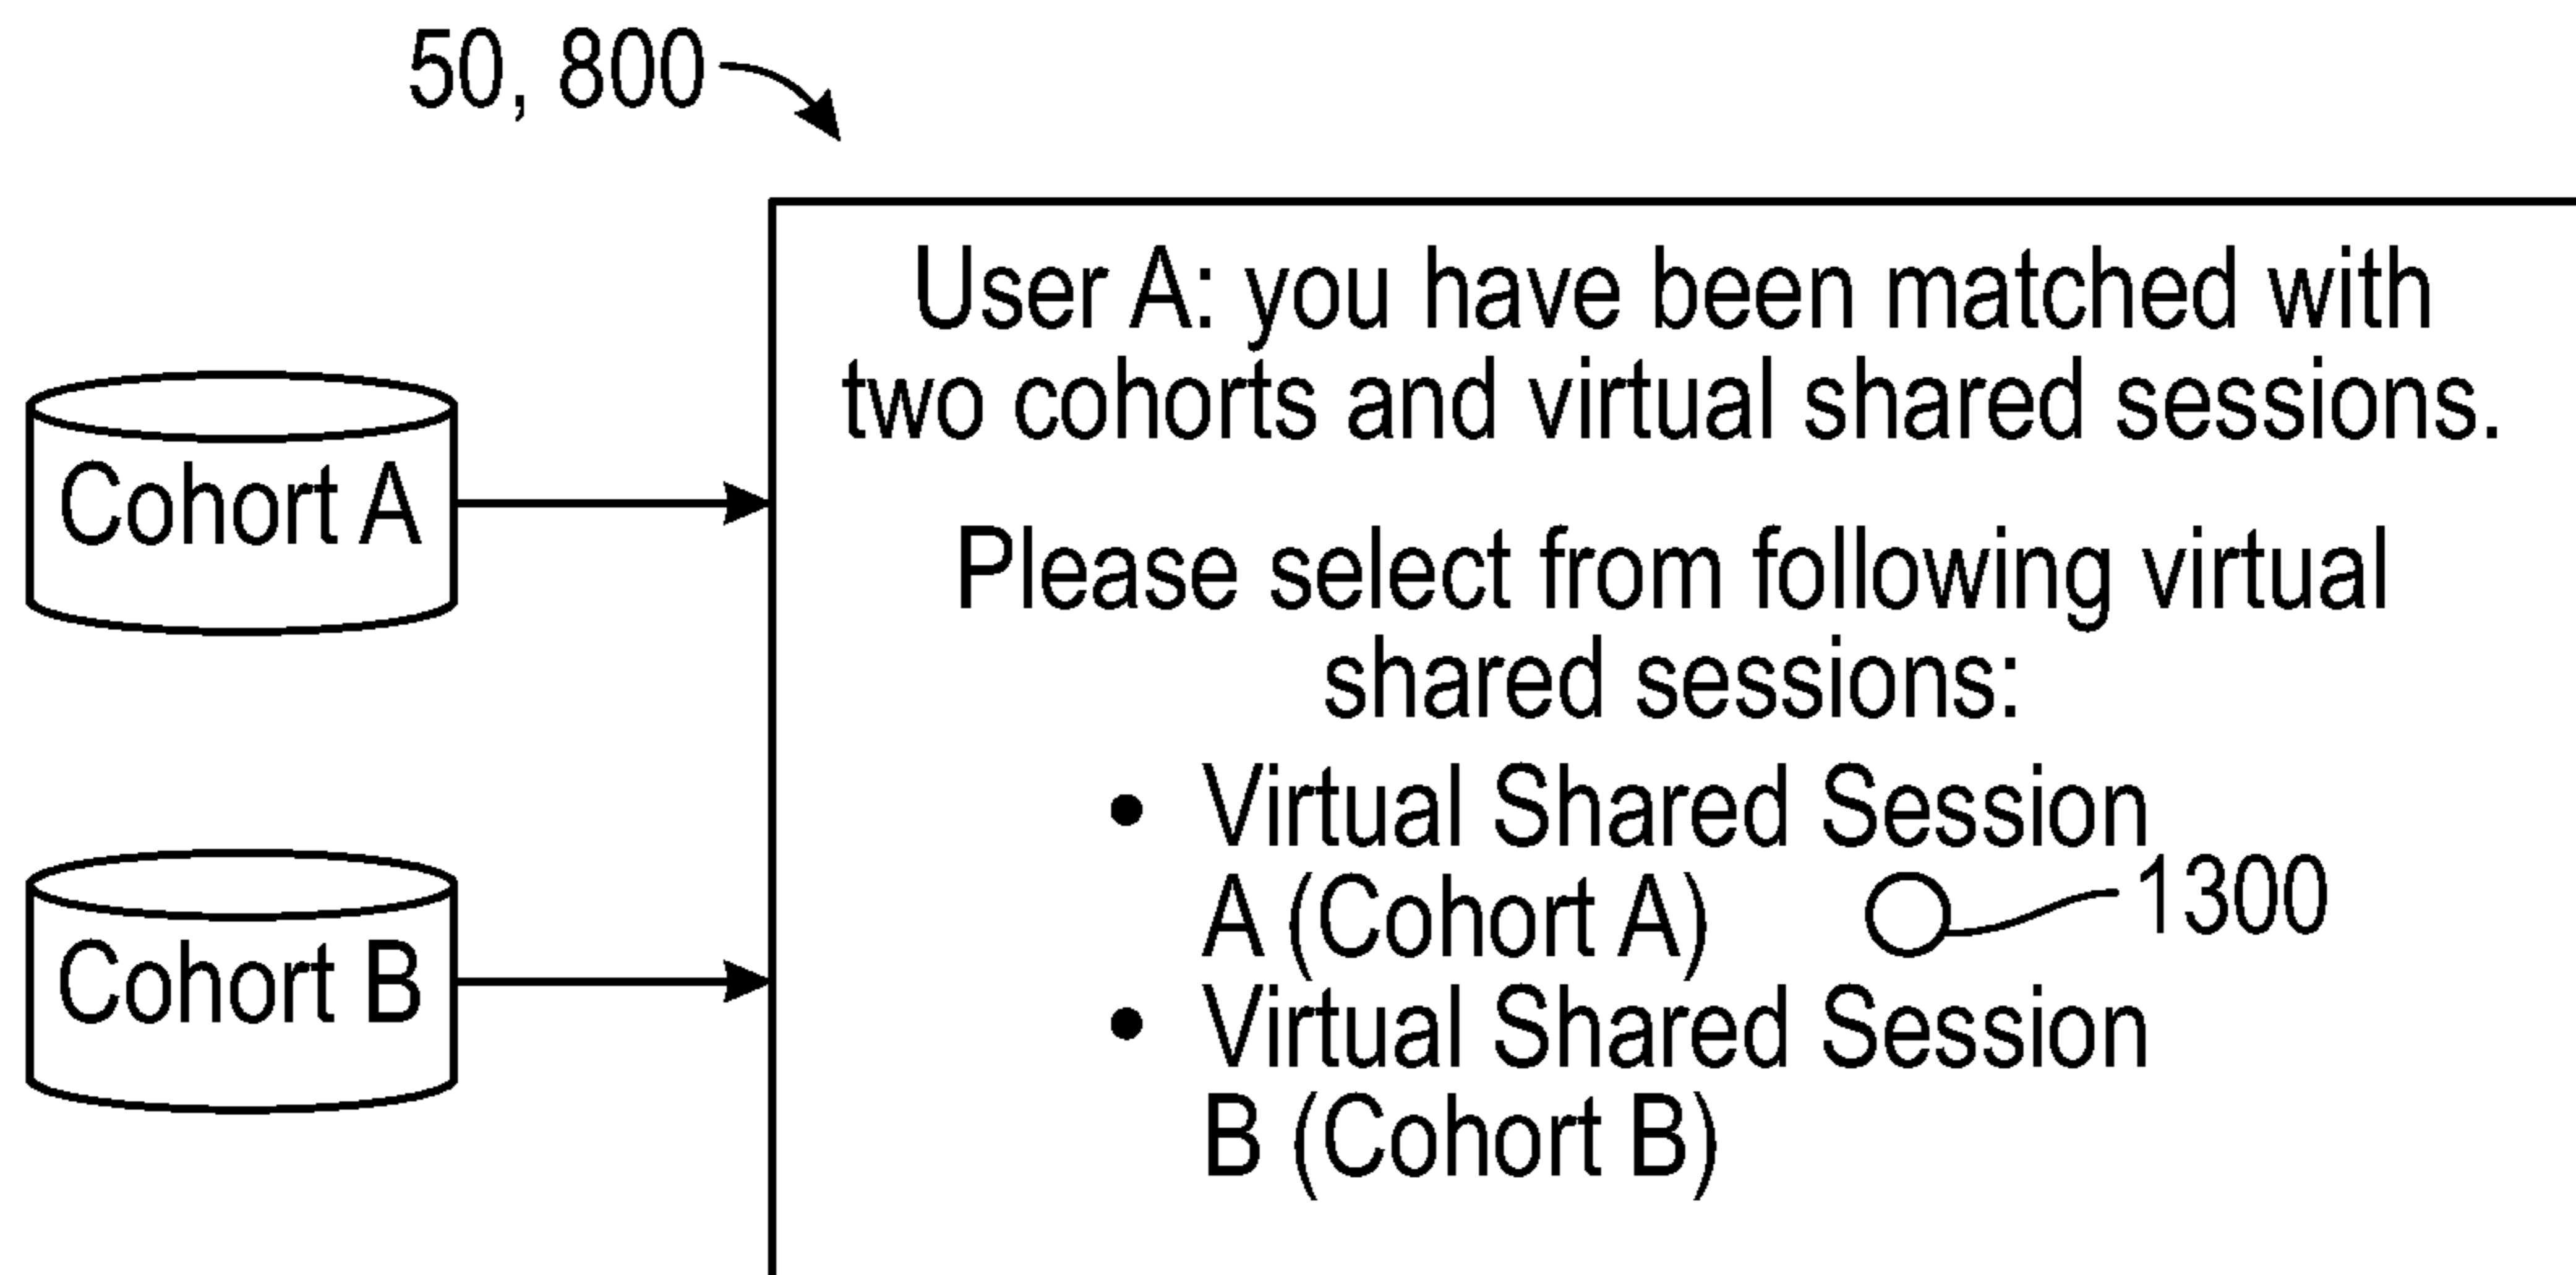 50, 800
User A: you have been matched with
two cohorts and virtual shared sessions.
Cohort A
Please select from following virtual
shared sessions:
• Virtual Shared Session
A (Cohort A)
1300
Cohort B
• Virtual Shared Session
B (Cohort B)